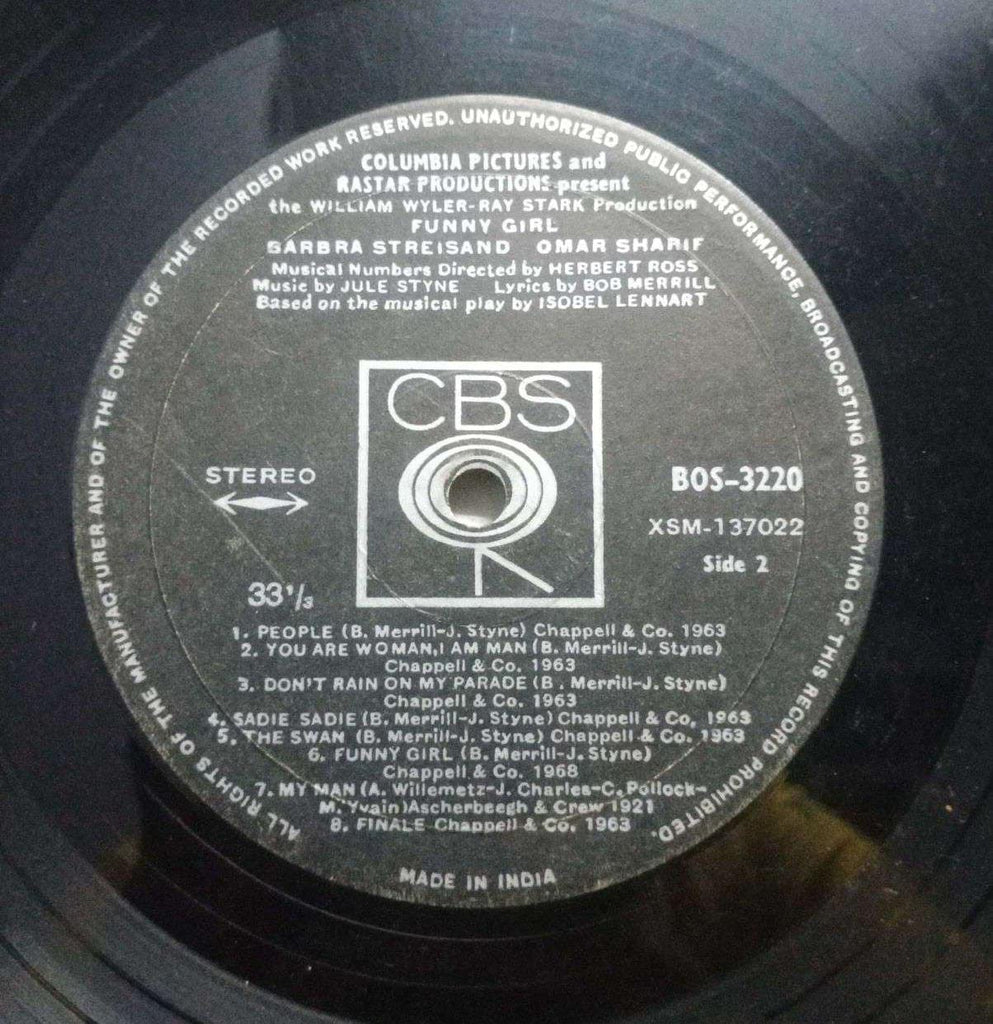 ALL RIGHTS OF THE MANUFACTURER AND OF THE OWNER OF THE RECORDED WORK RESERVED. UNAUTHORIZED PUBLIC PERFORMANCE, BROADCASTING AND COPYING OF THIS RECORD PROHIBITED.
COLUMBIA PICTURES and
RASTAR PRODUCTIONS present
the WILLIAM WYLER-RAY STARK Production
FUNNY GIRL
BARBRA STREISAND OMAR SHARIF
Musical Numbers Directed by HERBERT ROSS
Music by JULE STYNE Lyrics by BOB MERRILL
Based on the musical play by ISOBEL LENNART
CBS
STEREO
BOS-3220
XSM-137022
Side 2
33 1/3
1. PEOPLE (B. Merrill-J. Styne) Chappell & Co. 1963
2. YOU ARE WOMAN, I AM MAN (B. Merrill-J. Styne)
Chappell & Co. 1963
3. DON'T RAIN ON MY PARADE (B. Merrill-J. Styne)
Chappell & Co. 1963
4. SADIE SADIE (B. Merrill-J. Styne) Chappell & Co. 1963
5. THE SWAN (B. Merrill-J. Styne) Chappell & Co. 1963
6. FUNNY GIRL (B. Merrill-J. Styne)
Chappell & Co. 1968
7. MY MAN (A. Willemetz-J. Charles-C. Pollock-
M. Yvain) Ascherbeegh & Crew 1921
8. FINALE Chappell & Co. 1963
MADE IN INDIA